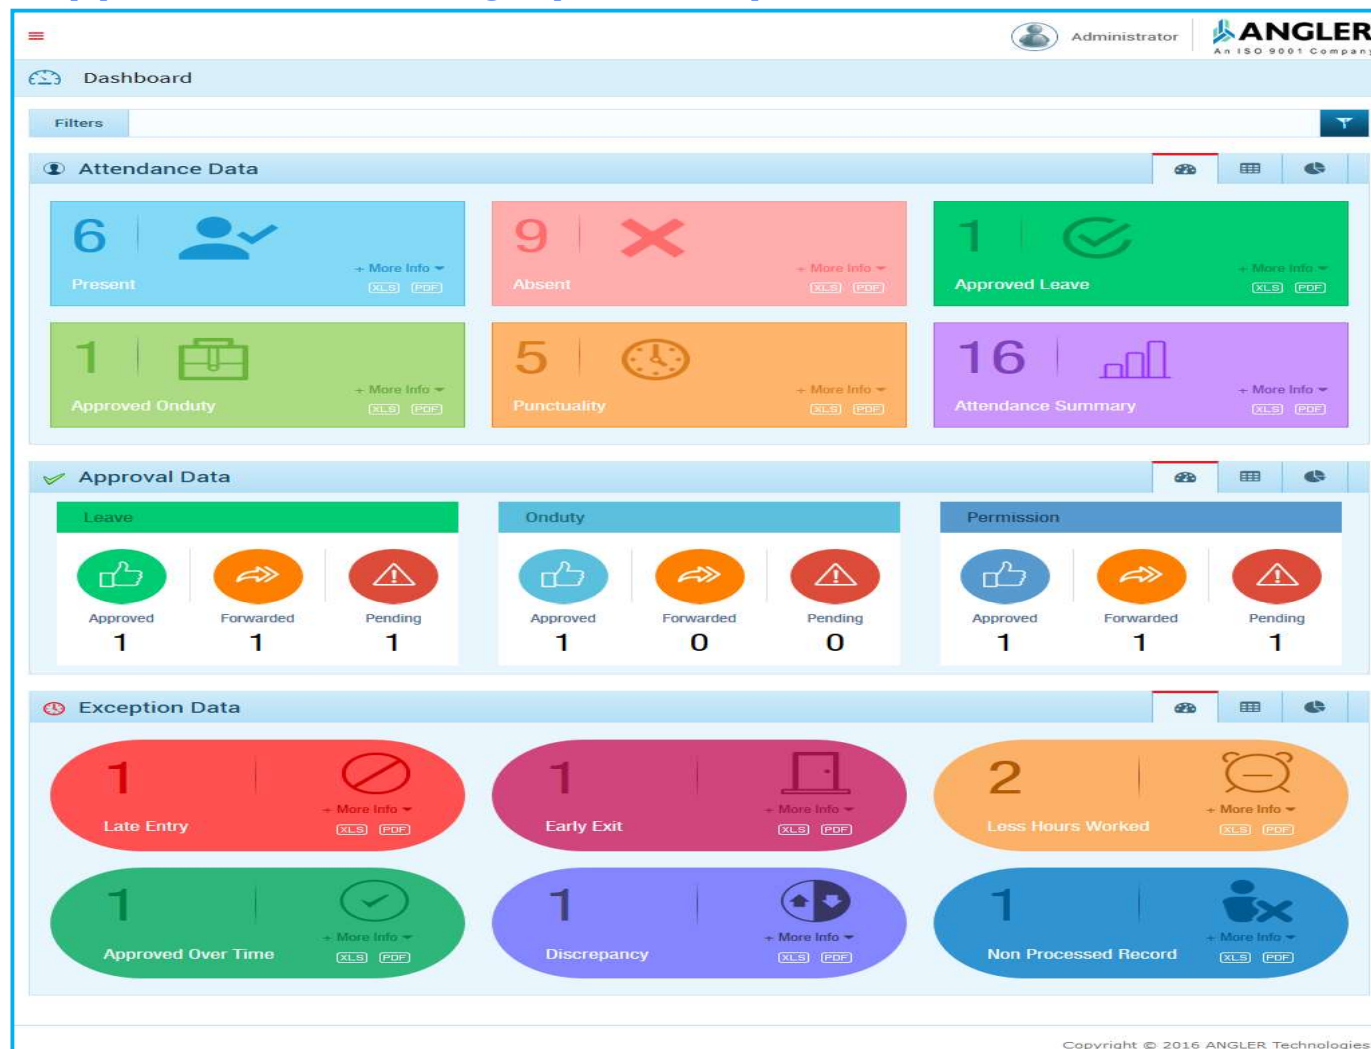 Administrator
ANGLER
An ISO 9001 Company
Dashboard
Filters
Attendance Data
6
Present
+ More Info
XLS PDF
9
Absent
+ More Info
XLS PDF
1
Approved Leave
+ More Info
XLS PDF
1
Approved Onduty
+ More Info
XLS PDF
5
Punctuality
+ More Info
XLS PDF
16
Attendance Summary
+ More Info
XLS PDF
Approval Data
Leave
Approved Forwarded Pending
1 1 1
Onduty
Approved Forwarded Pending
1 0 0
Permission
Approved Forwarded Pending
1 1 1
Exception Data
1
Late Entry
+ More Info
XLS PDF
1
Early Exit
+ More Info
XLS PDF
2
Less Hours Worked
+ More Info
XLS PDF
1
Approved Over Time
+ More Info
XLS PDF
1
Discrepancy
+ More Info
XLS PDF
1
Non Processed Record
+ More Info
XLS PDF
Copyright © 2016 ANGLER Technologies